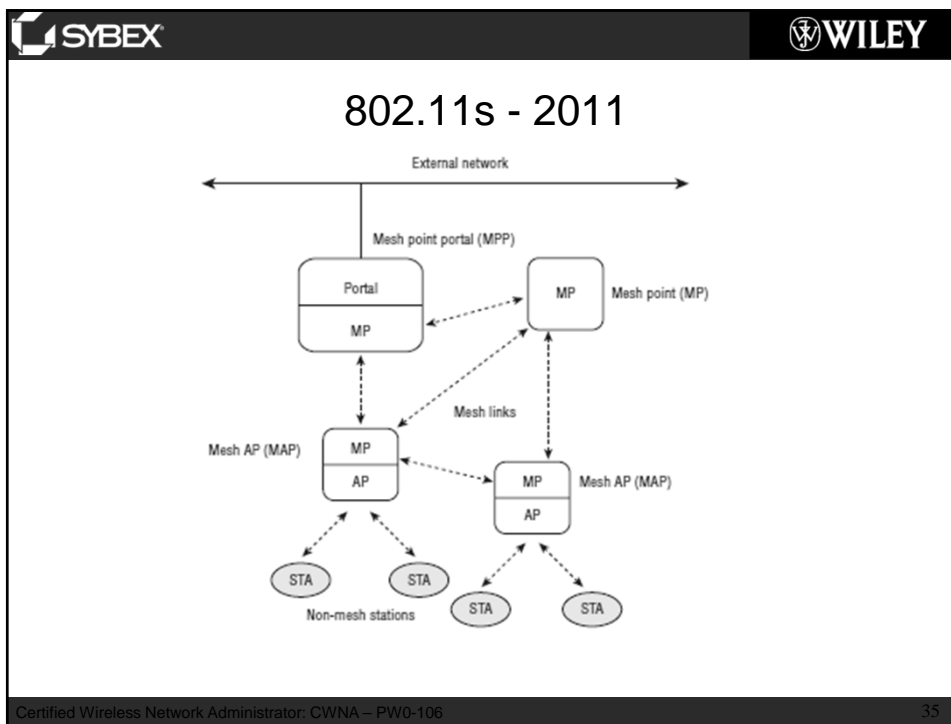 SYBEX
WILEY
802.11s - 2011
External network
Mesh point portal (MPP)
Portal
MP
MP
Mesh point (MP)
Mesh links
Mesh AP (MAP)
MP
AP
MP
AP
Mesh AP (MAP)
STA
STA
STA
STA
Non-mesh stations
Certified Wireless Network Administrator: CWNA – PW0-106
35